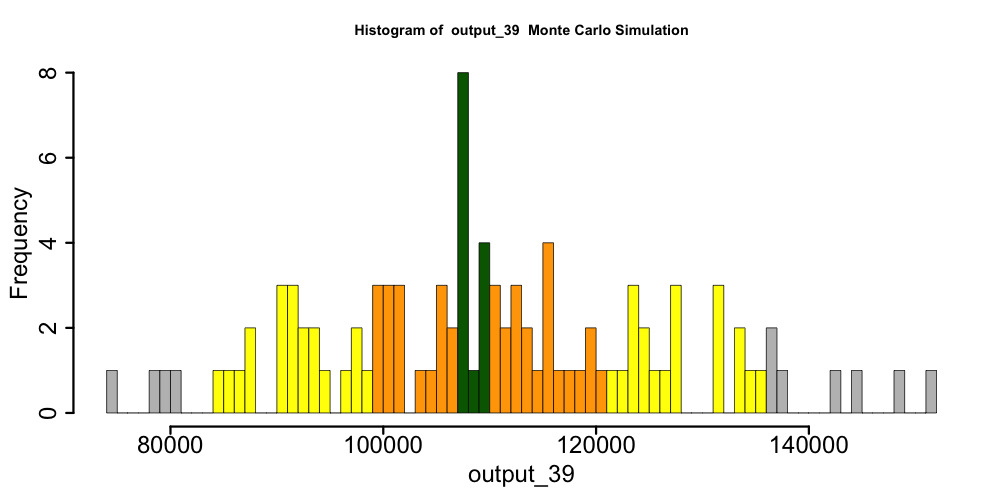 Histogram of output_39 Monte Carlo Simulation
Frequency
8
6
4
2
0
80000 100000 120000 140000
output_39